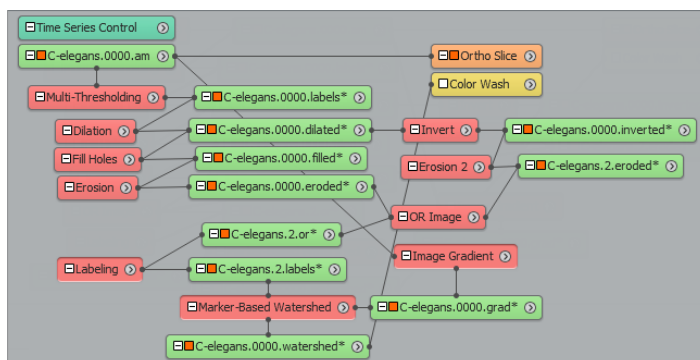 Time Series Control
C-elegans.0000.am
Ortho Slice
Color Wash
Multi-Thresholding
C-elegans.0000.labels*
Dilation
C-elegans.0000.dilated*
Invert
C-elegans.0000.inverted*
Fill Holes
C-elegans.0000.filled*
Erosion 2
C-elegans.2.eroded*
Erosion
C-elegans.0000.eroded*
OR Image
C-elegans.2.or*
Image Gradient
Labeling
C-elegans.2.labels*
Marker-Based Watershed
C-elegans.0000.grad*
C-elegans.0000.watershed*